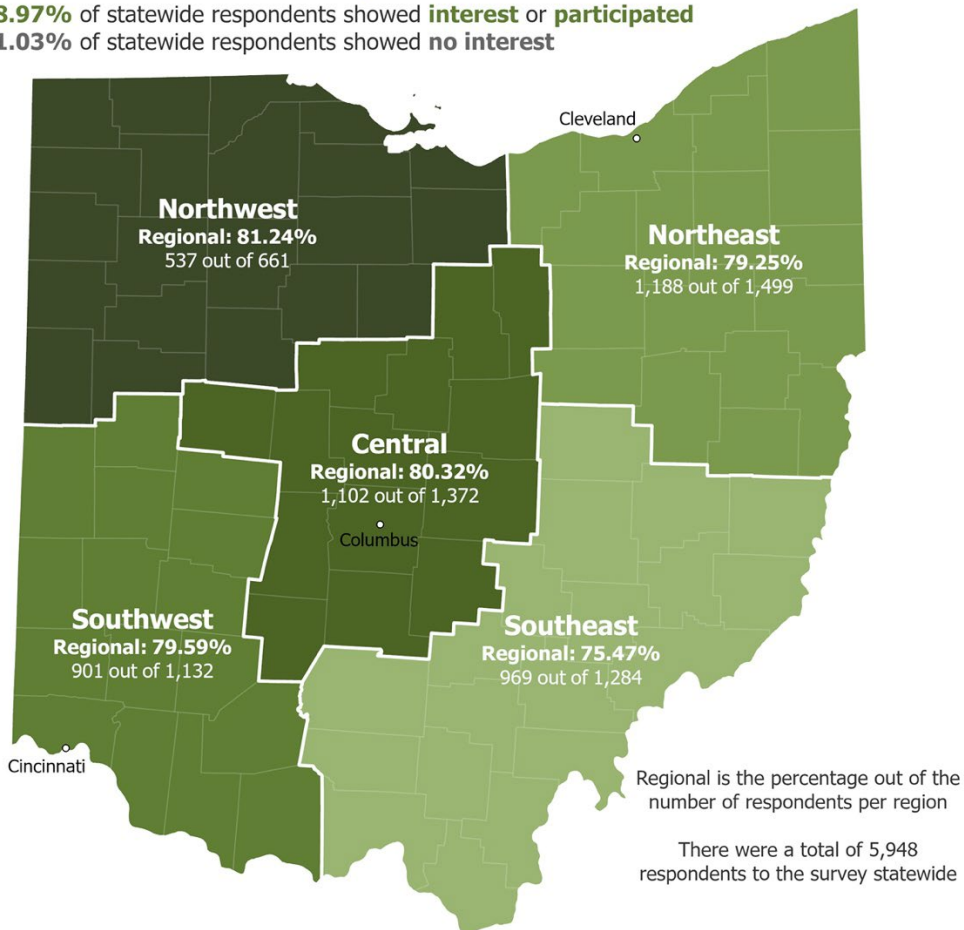 8.97% of statewide respondents showed interest or participated
1.03% of statewide respondents showed no interest
Cleveland
Northwest
Regional: 81.24%
537 out of 661
Northeast
Regional: 79.25%
1,188 out of 1,499
Central
Regional: 80.32%
1,102 out of 1,372
Columbus
Southwest
Regional: 79.59%
901 out of 1,132
Southeast
Regional: 75.47%
969 out of 1,284
Cincinnati
Regional is the percentage out of the
number of respondents per region
There were a total of 5,948
respondents to the survey statewide